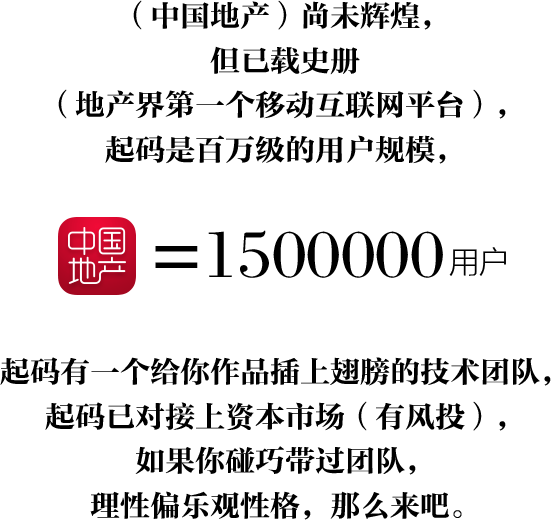 （中国地产）尚未辉煌，
但已载史册
（地产界第一个移动互联网平台），
起码是百万级的用户规模，
中国
地产
=1500000用户
起码有一个给你作品插上翅膀的技术团队，
起码已对接上资本市场（有风投），
如果你碰巧带过团队，
理性偏乐观性格，那么来吧。